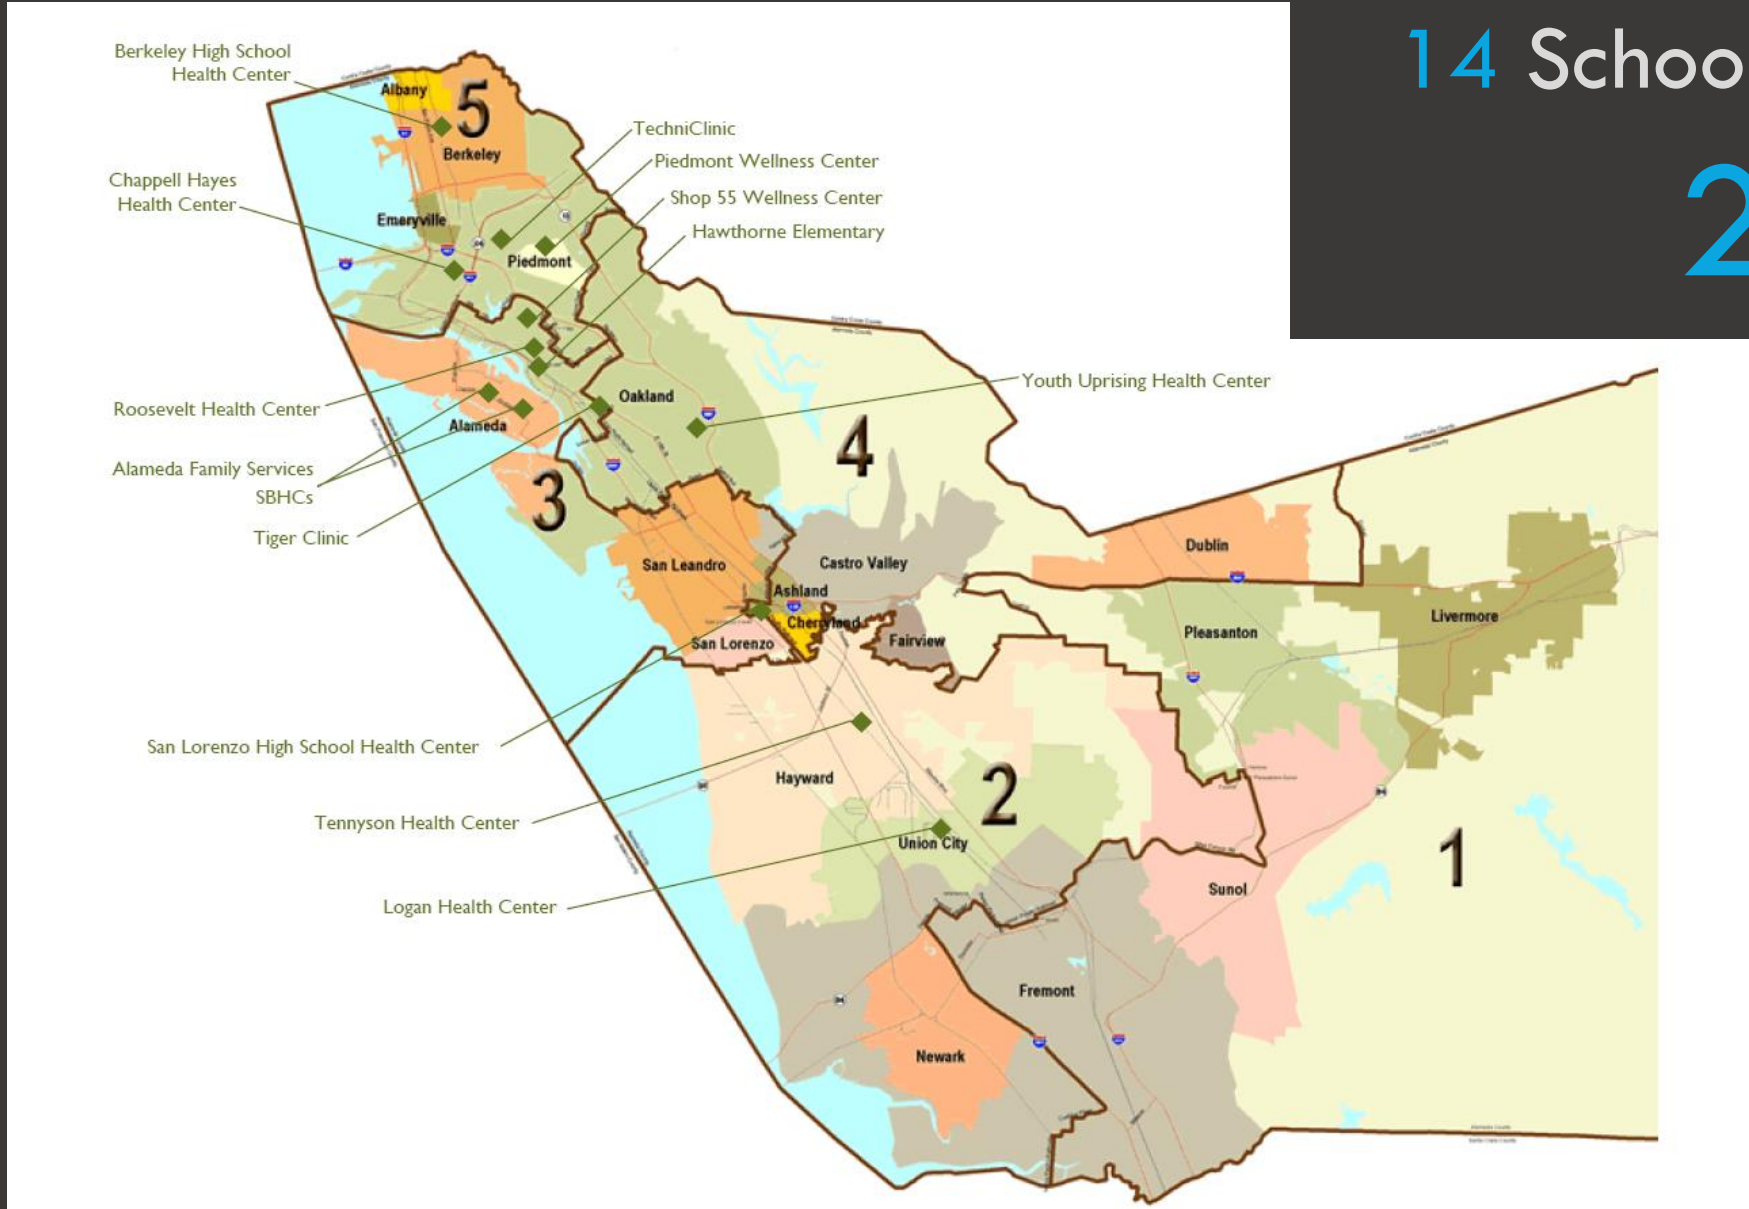 14 Schoo
2
Berkeley High School
Health Center
Chappell Hayes
Health Center
TechniClinic
Piedmont Wellness Center
Shop 55 Wellness Center
Hawthorne Elementary
Youth Uprising Health Center
Roosevelt Health Center
Alameda Family Services
SBHCs
Tiger Clinic
San Lorenzo High School Health Center
Tennyson Health Center
Logan Health Center
Albany
5
Berkeley
Emeryville
Piedmont
Oakland
Alameda
4
3
San Leandro
Castro Valley
Ashland
Cherryland
San Lorenzo
Fairview
Dublin
Pleasanton
Livermore
Hayward
2
Union City
1
Sunol
Fremont
Newark